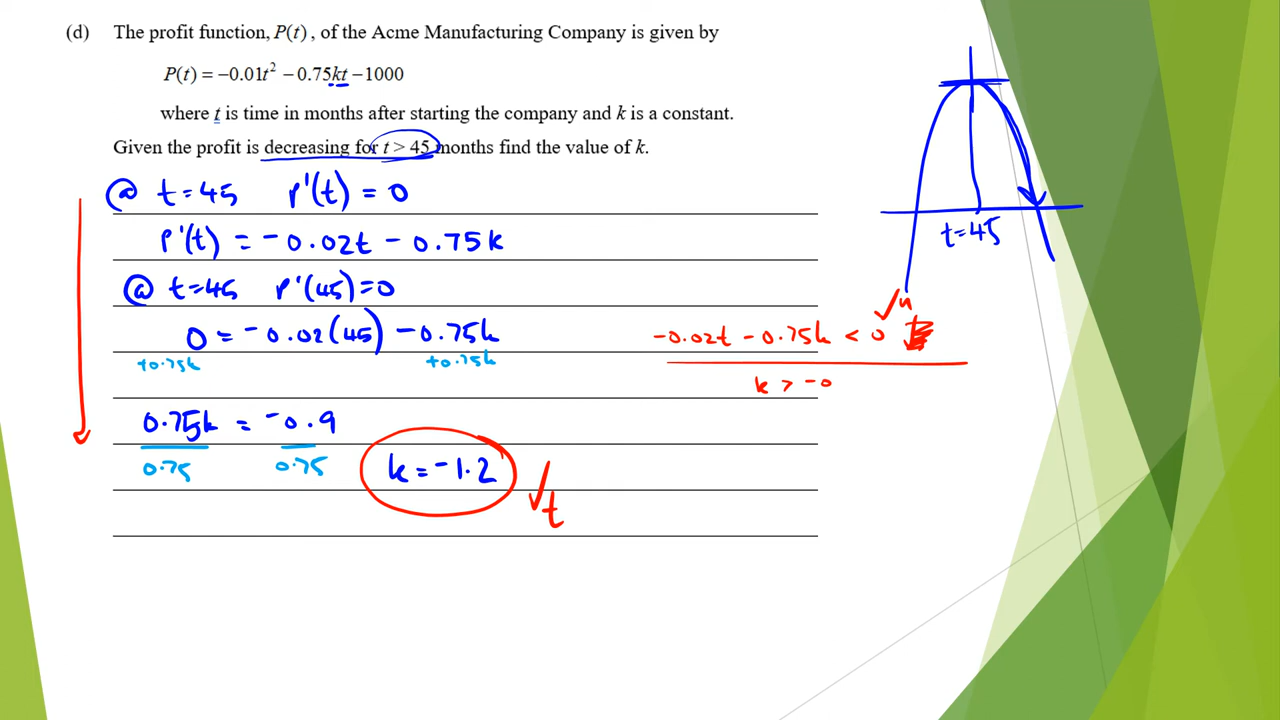 (d) The profit function, P(t), of the Acme Manufacturing Company is given by
P(t) = −0.01t² − 0.75kt − 1000
where t is time in months after starting the company and k is a constant.
Given the profit is decreasing for t > 45 months find the value of k.
@ t=45 P'(t) = 0
P'(t) = -0.02t - 0.75k
@ t=45 P'(45)=0
0 = -0.02(45) - 0.75k
+0.75k +0.75k
0.75k = -0.9
0.75 0.75
k = -1.2
✓t
t=45
✓u
-0.02t - 0.75k < 0
k > -0